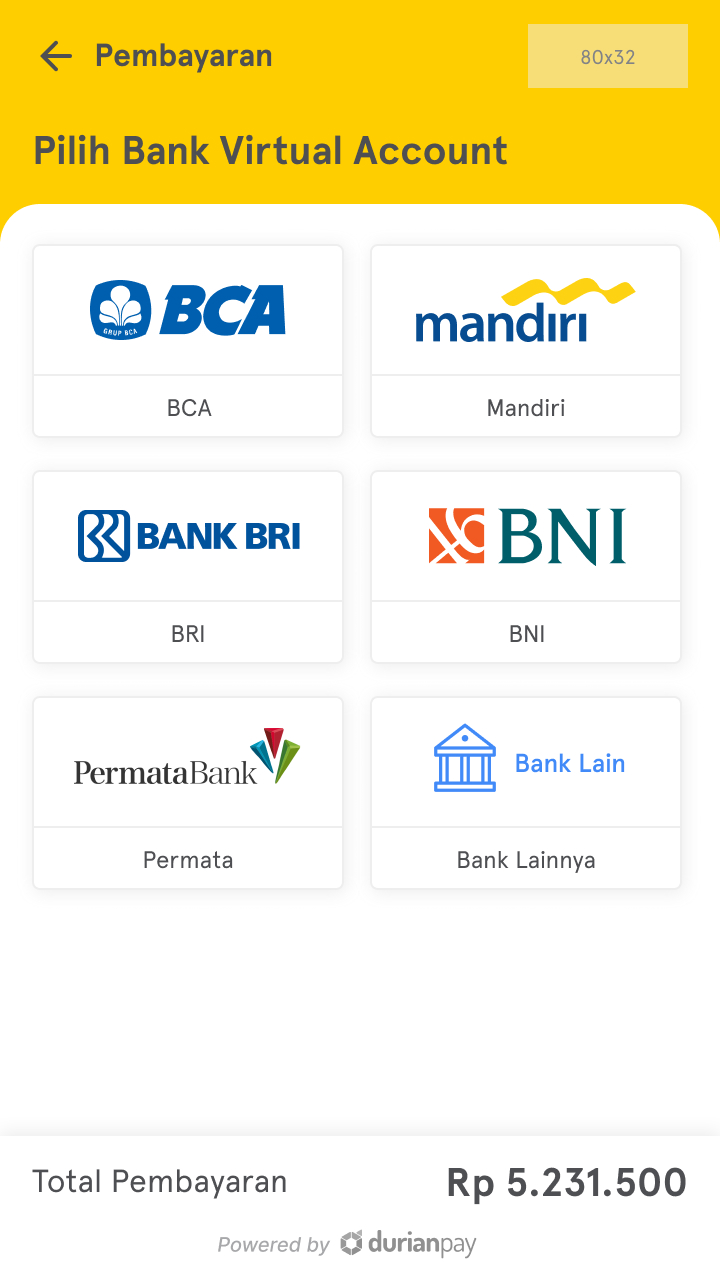 Pembayaran
80x32
Pilih Bank Virtual Account
GRUP BCA
BCA
mandiri
BCA
Mandiri
BANK BRI
BNI
BRI
BNI
PermataBank
Bank Lain
Permata
Bank Lainnya
Total Pembayaran
Rp 5.231.500
Powered by durianpay